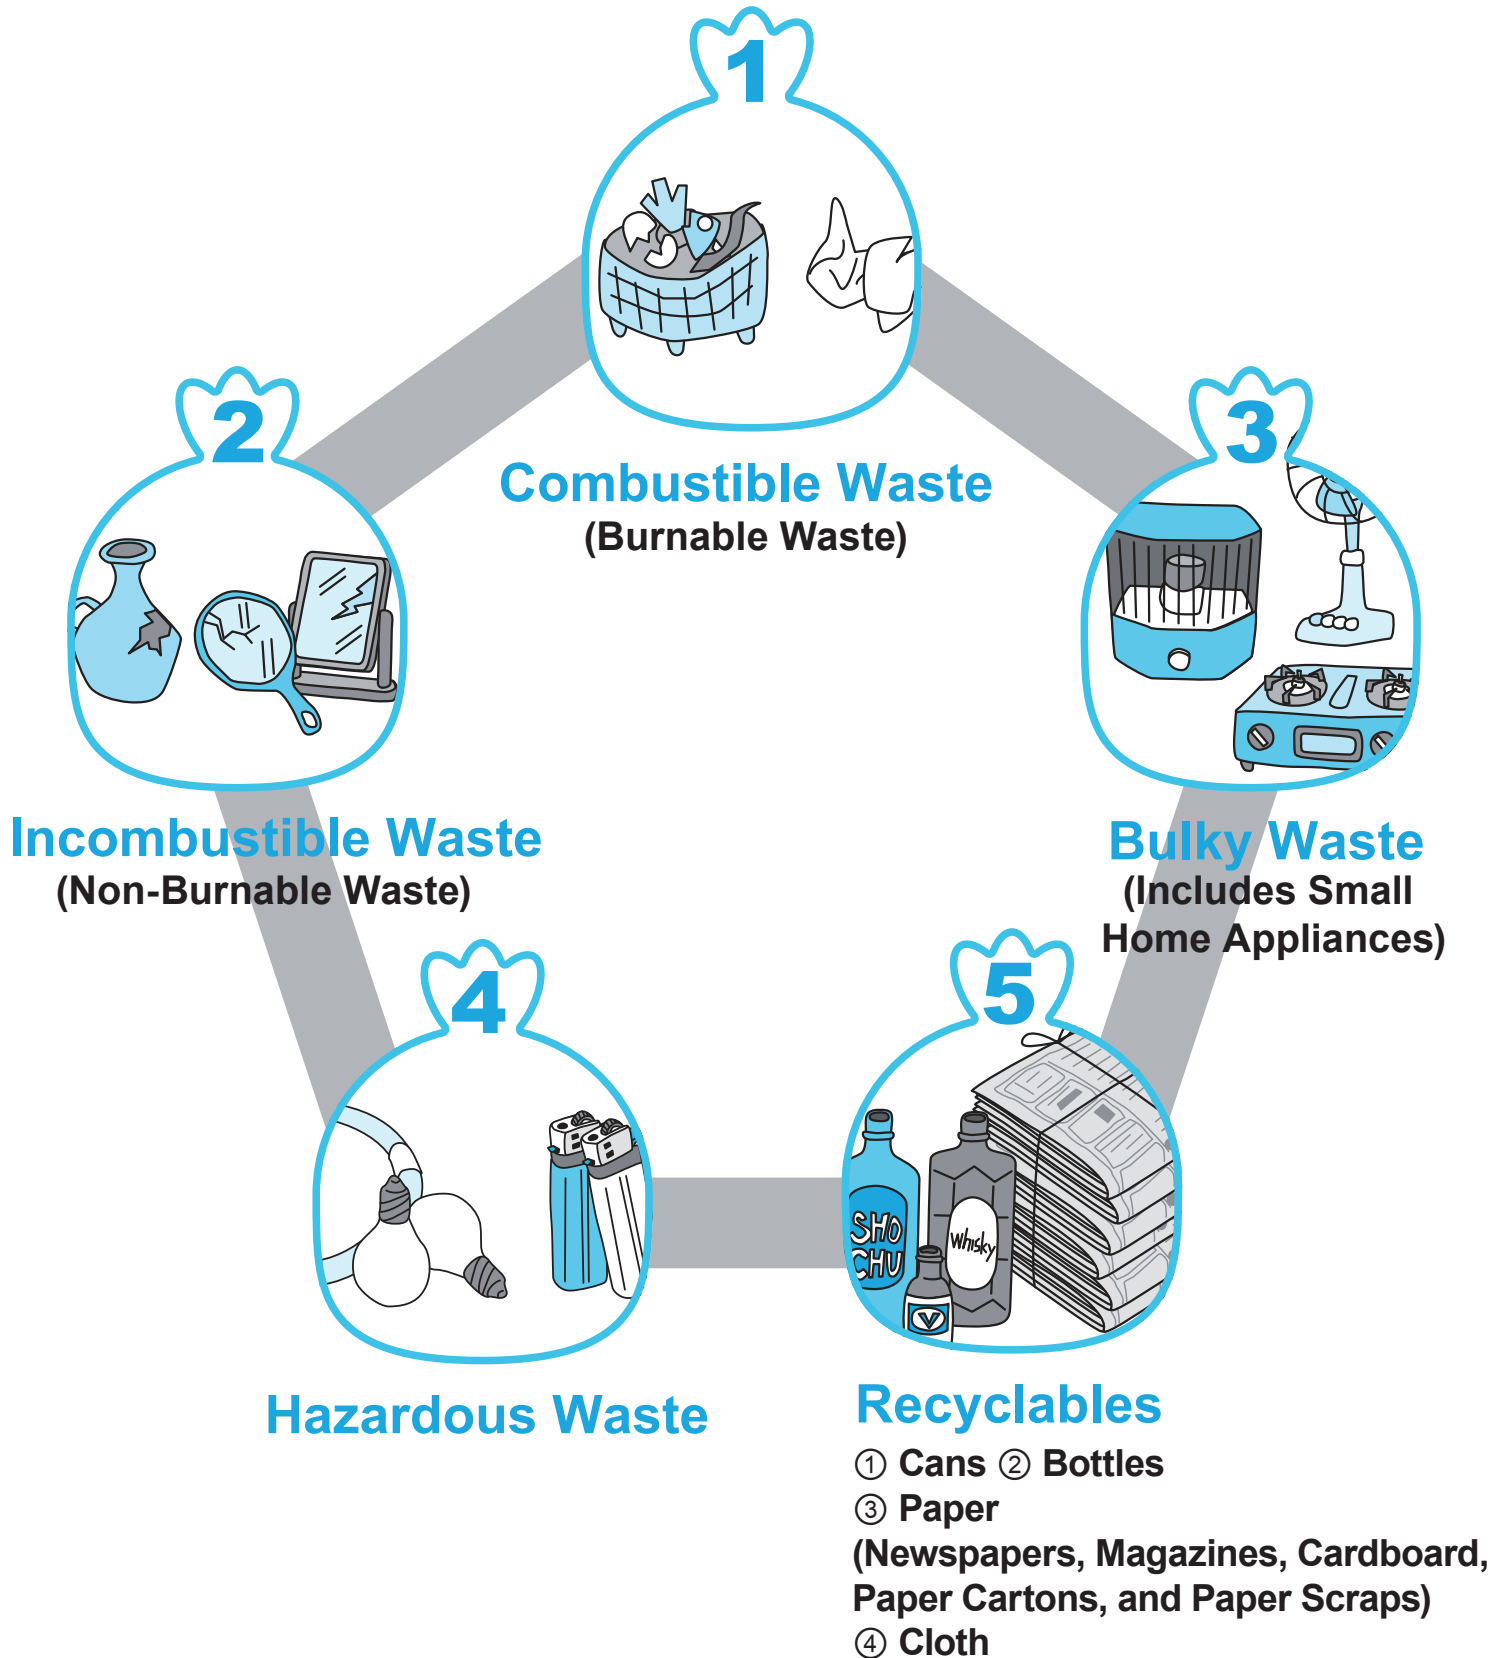 1
Combustible Waste
(Burnable Waste)
2
Incombustible Waste
(Non-Burnable Waste)
3
Bulky Waste
(Includes Small
Home Appliances)
4
Hazardous Waste
5
SHO
CHU
Whisky
V
Recyclables
① Cans ② Bottles
③ Paper
(Newspapers, Magazines, Cardboard,
Paper Cartons, and Paper Scraps)
④ Cloth